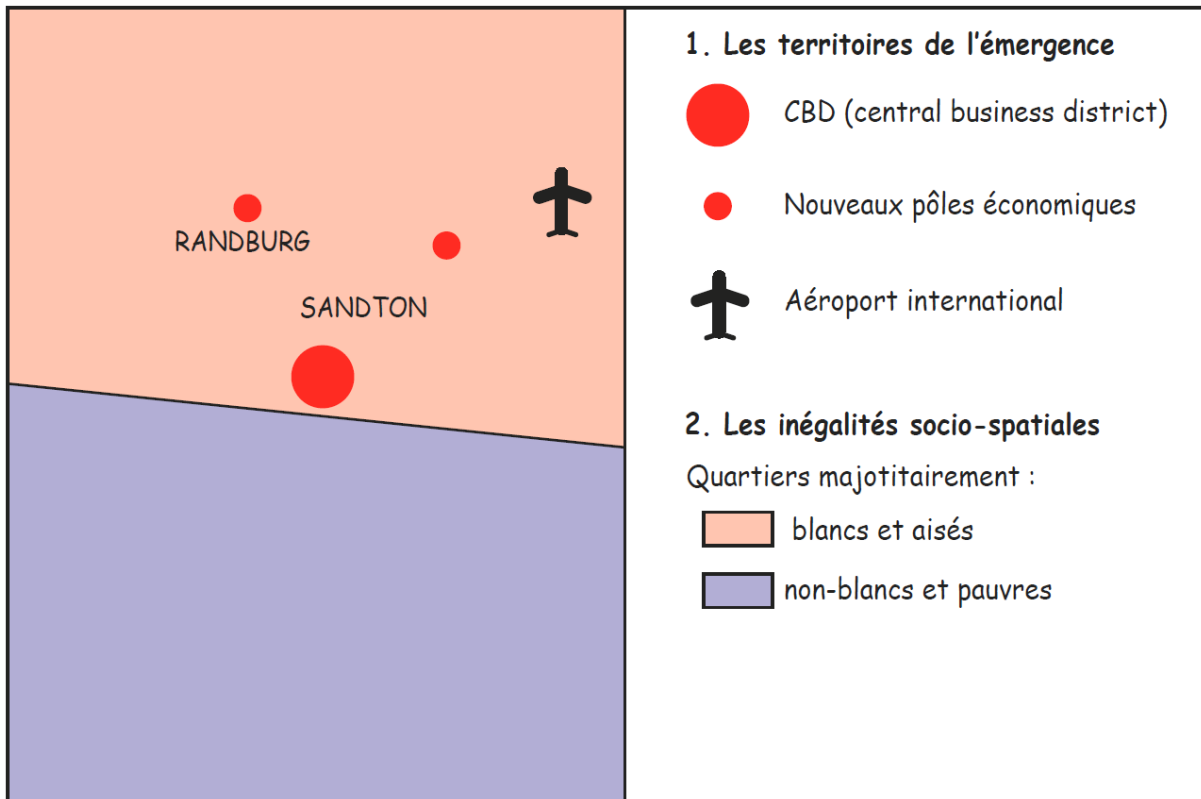 RANDBURG
SANDTON
1. Les territoires de l'émergence
CBD (central business district)
Nouveaux pôles économiques
Aéroport international
2. Les inégalités socio-spatiales
Quartiers majotitairement :
blancs et aisés
non-blancs et pauvres